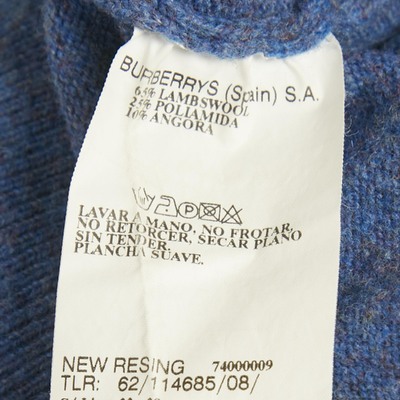 BURBERRYS (Spain) S.A.
65% LAMBSWOOL
25% POLIAMIDA
10% ANGORA
LAVAR A MANO, NO FROTAR,
NO RETORCER, SECAR PLANO
SIN TENDER.
PLANCHA SUAVE.
NEW RESING 74000009
TLR: 62/114685/08/